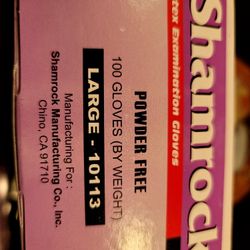 Shamrock
tex Examination Gloves
POWDER FREE
100 GLOVES (BY WEIGHT)
LARGE - 10113
Manufacturing For :
Shamrock Manufacturing Co., Inc.
Chino, CA 91710